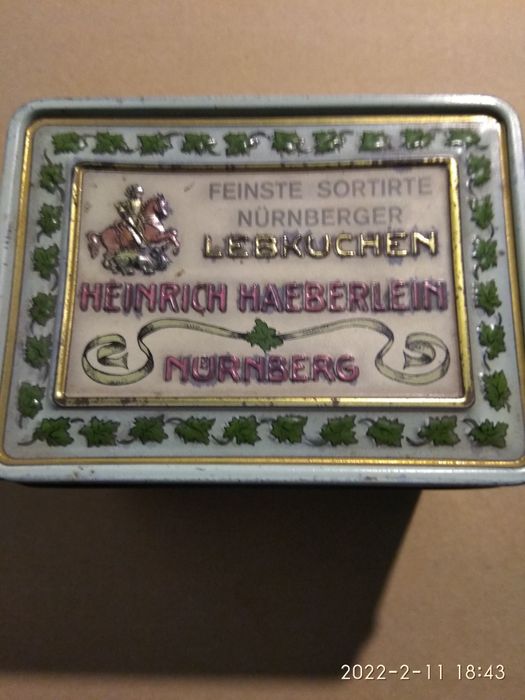 FEINSTE SORTIRTE
NÜRNBERGER
LEBKUCHEN
HEINRICH HAEBERLEIN
NÜRNBERG
2022-2-11 18:43